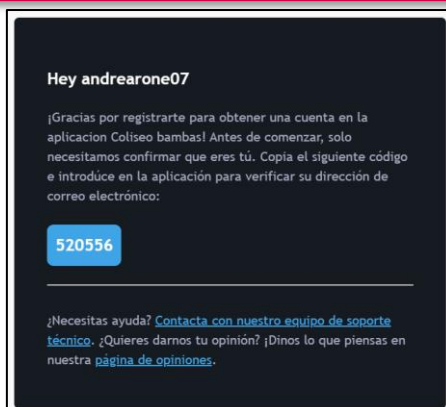 Hey andrearone07
¡Gracias por registrarte para obtener una cuenta en la
aplicacion Coliseo bambas! Antes de comenzar, solo
necesitamos confirmar que eres tú. Copia el siguiente código
e introdúce en la aplicación para verificar su dirección de
correo electrónico:
520556
¿Necesitas ayuda? Contacta con nuestro equipo de soporte
técnico. ¿Quieres darnos tu opinión? ¡Dinos lo que piensas en
nuestra página de opiniones.